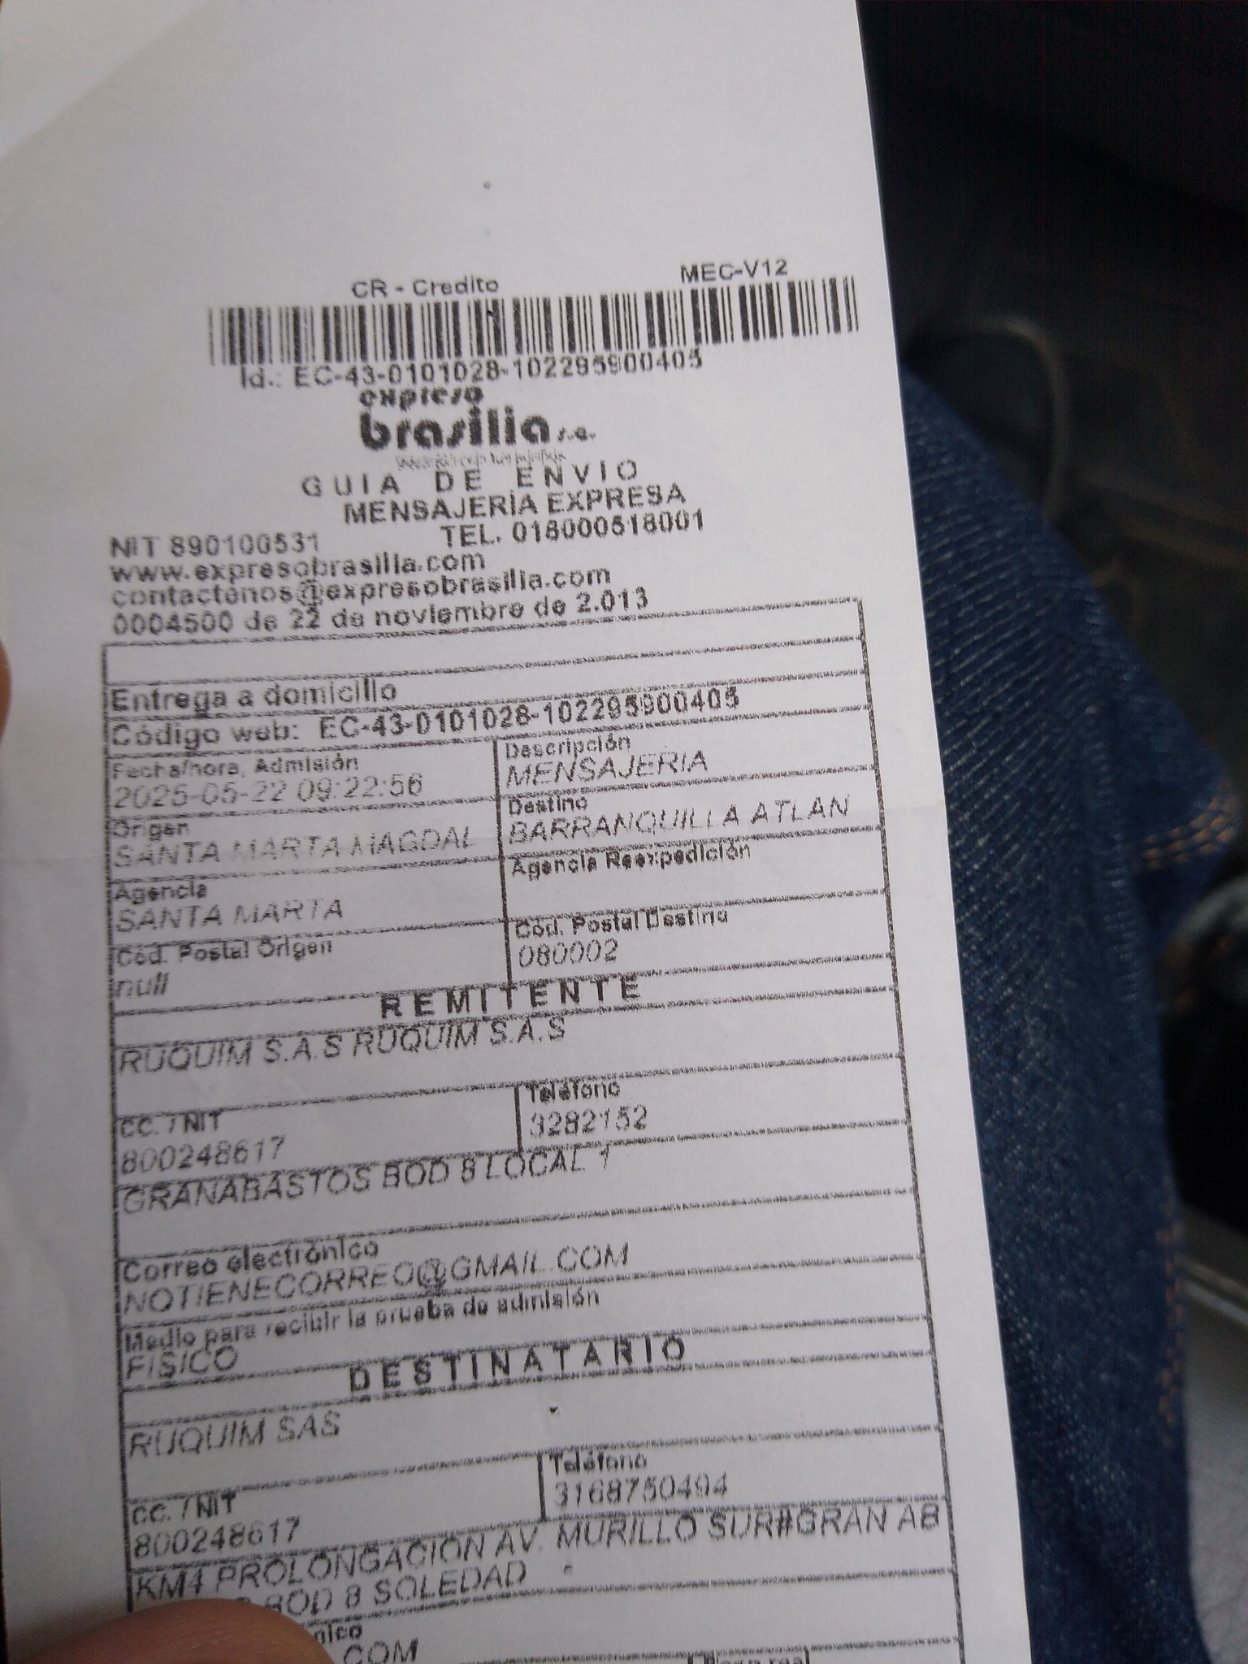 CR - Credito MEC-V12
Id.: EC-43-0101028-102295900405
expreso
brasilia s.a.
GUIA DE ENVIO
MENSAJERÍA EXPRESA
NIT 890100531 TEL. 018000518001
www.expresobrasilia.com
contactenos@expresobrasilia.com
0004500 de 22 de noviembre de 2.013
Entrega a domicilio
Código web: EC-43-0101028-102295900405
Fecha/hora, Admisión Descripción
2025-05-22 09:22:56 MENSAJERIA
Origen Destino
SANTA MARTA MAGDAL BARRANQUILLA ATLAN
Agencia Agencia Reexpedición
SANTA MARTA
Cód. Postal Origen Cód. Postal Destino
null 080002
REMITENTE
RUQUIM S.A.S RUQUIM S.A.S
CC. / NIT Teléfono
800248617 3282152
GRANABASTOS BOD 8 LOCAL 1
Correo electrónico
NOTIENECORREO@GMAIL.COM
Medio para recibir la prueba de admisión
FISICO
DESTINATARIO
RUQUIM SAS
CC. / NIT Teléfono
800248617 3168750494
KM4 PROLONGACION AV. MURILLO SUR#GRAN AB
BOD 8 SOLEDAD
COM